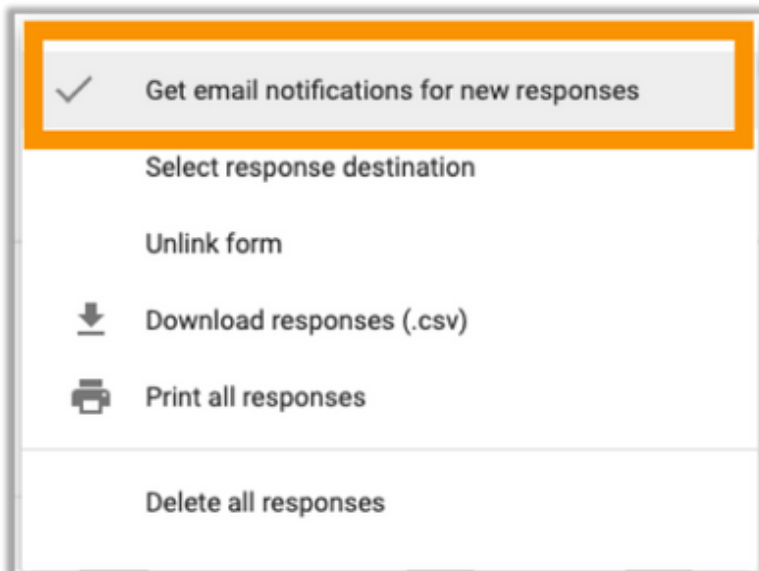 Get email notifications for new responses
Select response destination
Unlink form
Download responses (.csv)
Print all responses
Delete all responses